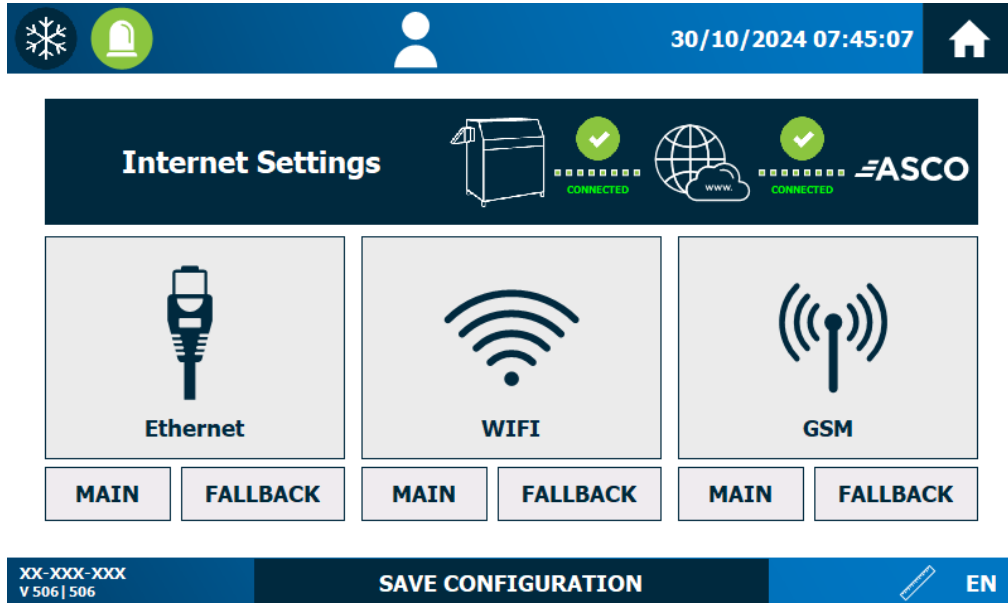 30/10/2024 07:45:07
Internet Settings
CONNECTED
www.
CONNECTED
ASCO
Ethernet
WIFI
GSM
MAIN
FALLBACK
MAIN
FALLBACK
MAIN
FALLBACK
XX-XXX-XXX
V 506 | 506
SAVE CONFIGURATION
EN